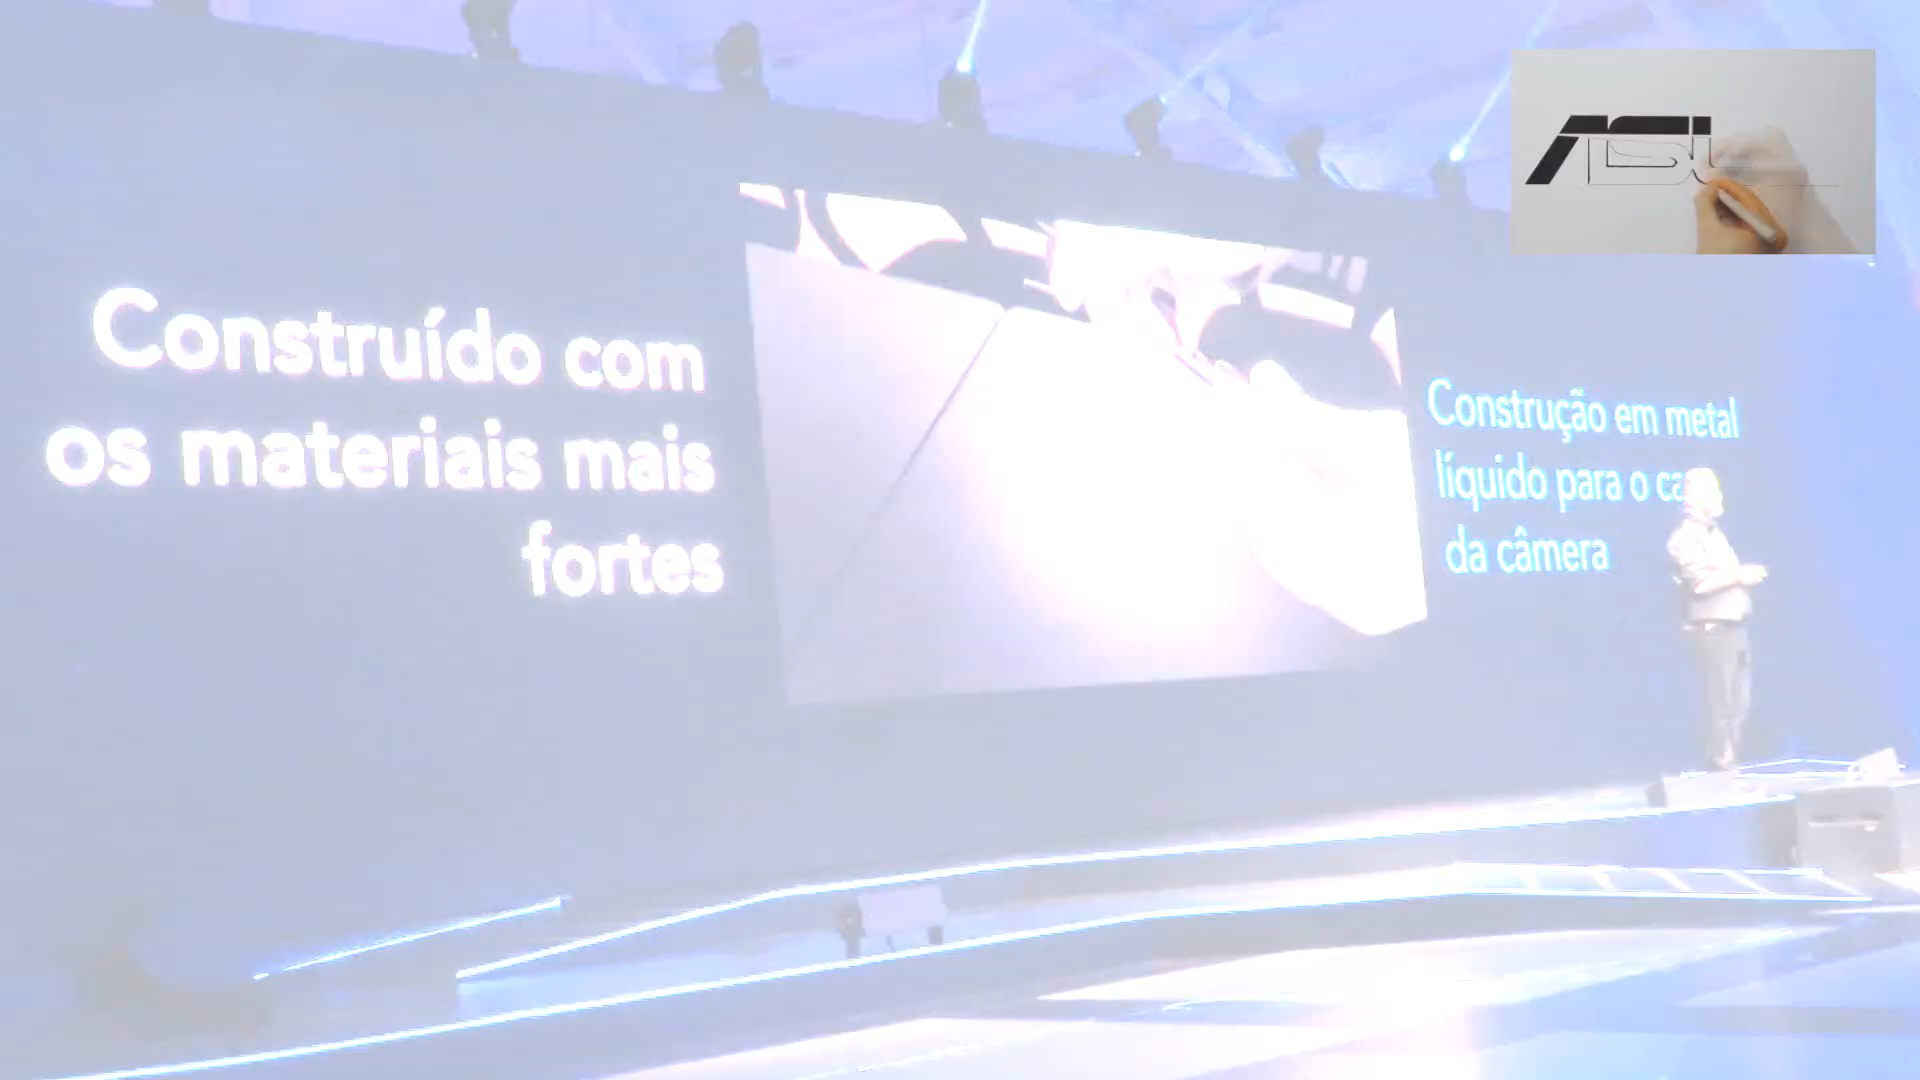 Construído com
os materiais mais
fortes
Construção em metal
líquido para o
da câmera